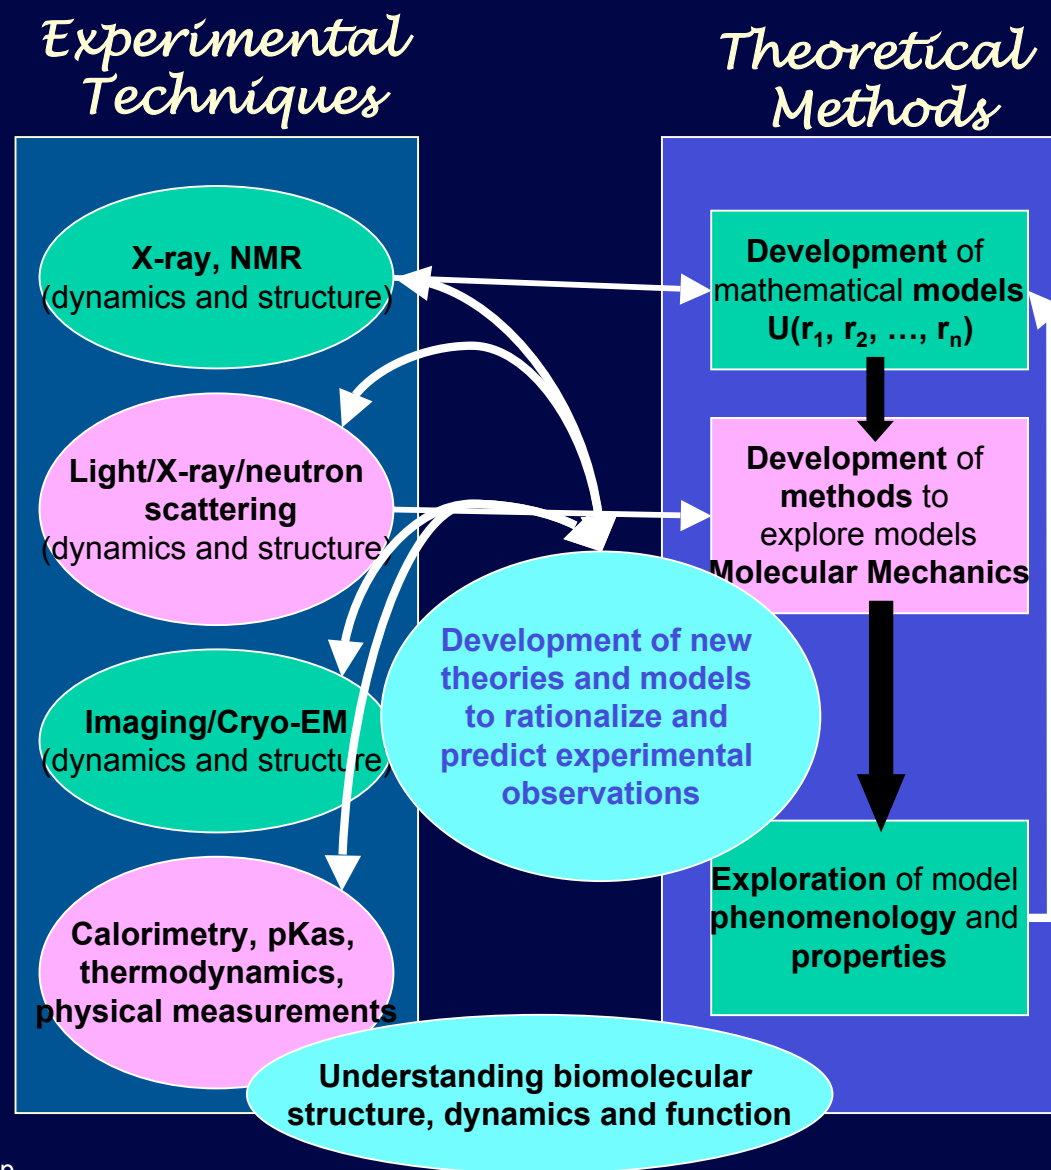 Experimental
Techniques
Theoretical
Methods
X-ray, NMR
(dynamics and structure)
Light/X-ray/neutron
scattering
(dynamics and structure)
Imaging/Cryo-EM
(dynamics and structure)
Calorimetry, pKas,
thermodynamics,
physical measurements
Development of new
theories and models
to rationalize and
predict experimental
observations
Development of
mathematical models
U(r1, r2, …, rn)
Development of
methods to
explore models
Molecular Mechanics
Exploration of model
phenomenology and
properties
Understanding biomolecular
structure, dynamics and function